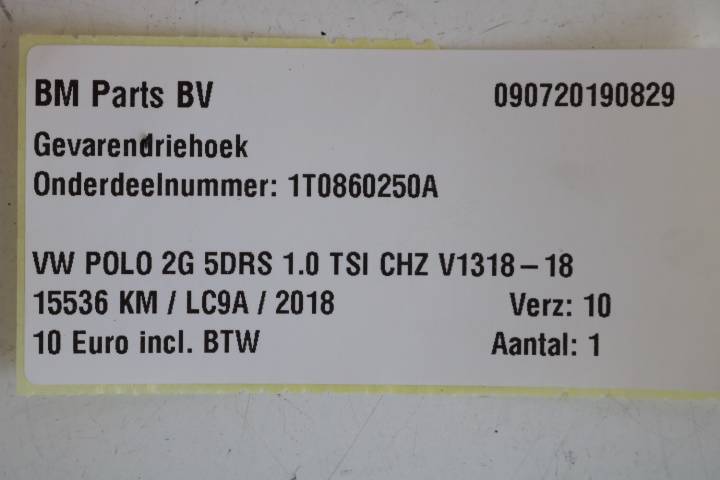 BM Parts BV 090720190829
Gevarendriehoek
Onderdeelnummer: 1T0860250A
VW POLO 2G 5DRS 1.0 TSI CHZ V1318-18
15536 KM / LC9A / 2018 Verz: 10
10 Euro incl. BTW Aantal: 1